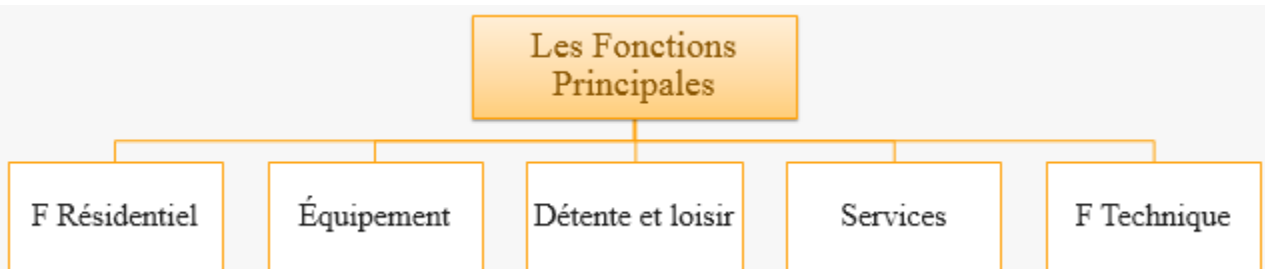 Les Fonctions
Principales
F Résidentiel
Équipement
Détente et loisir
Services
F Technique